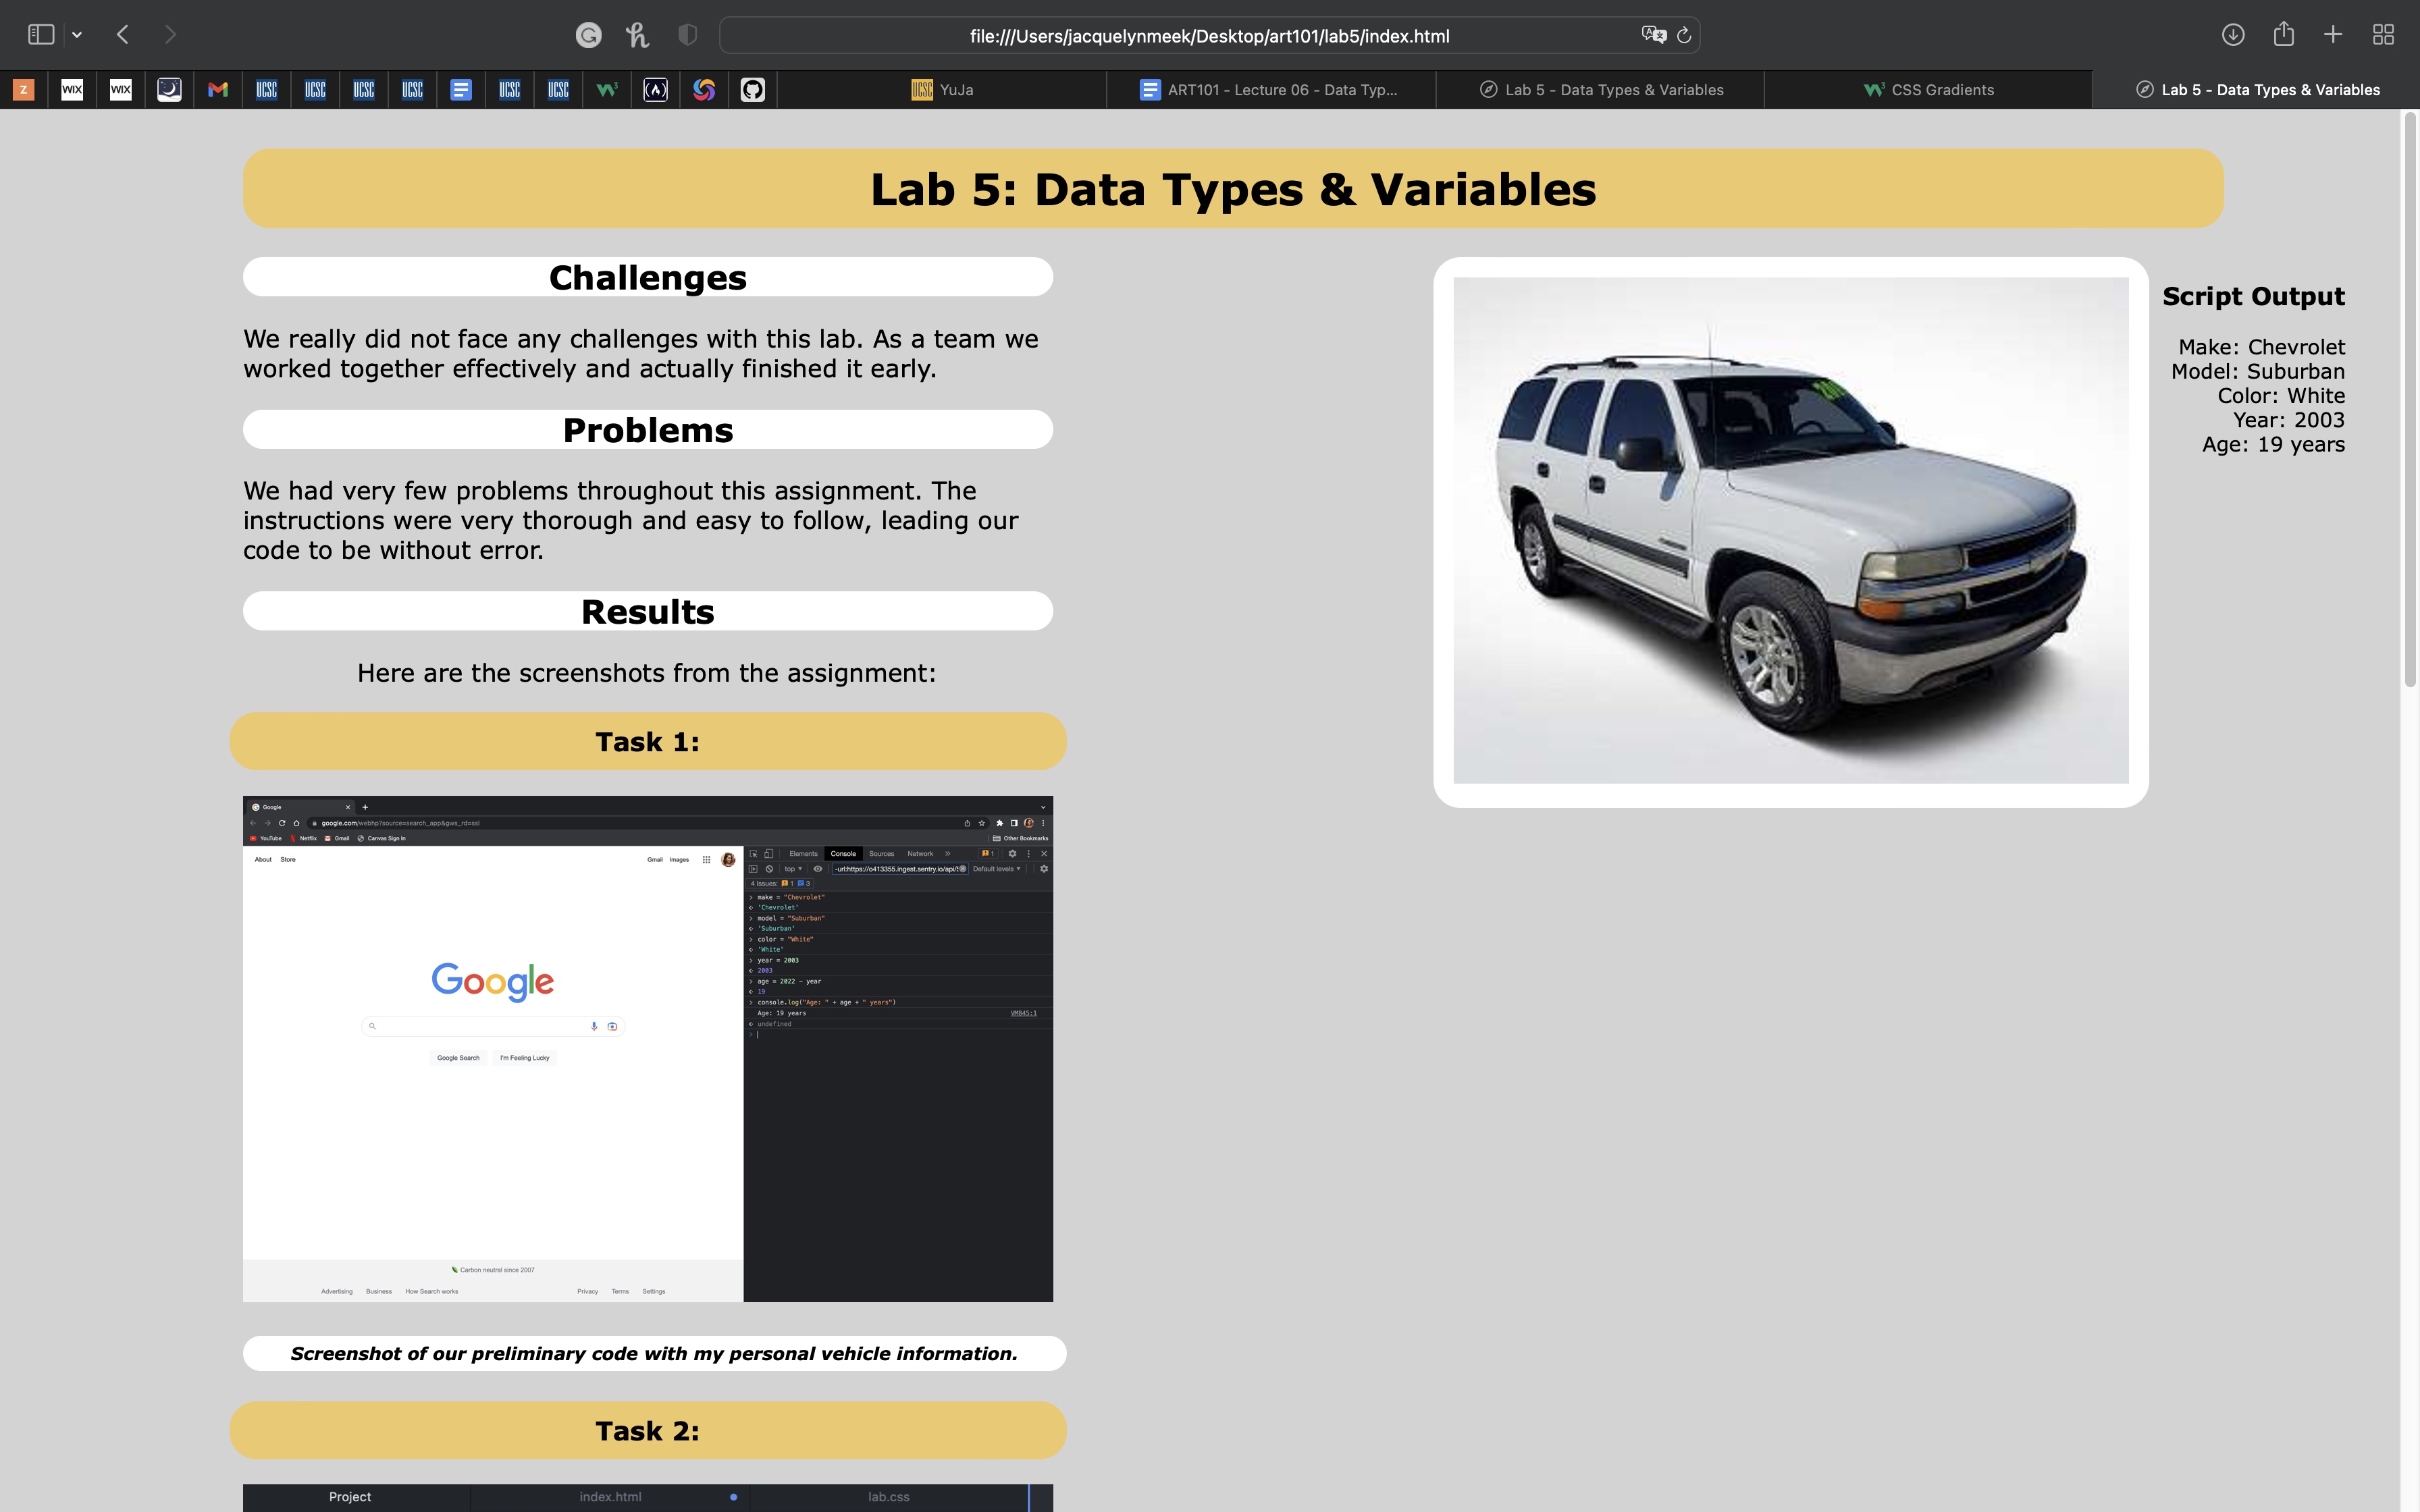 file:///Users/jacquelynmeek/Desktop/art101/lab5/index.html
Z
WIX
WIX
UCSC
UCSC
UCSC
UCSC
UCSC
UCSC
UCSC YuJa
ART101 - Lecture 06 - Data Typ...
Lab 5 - Data Types & Variables
CSS Gradients
Lab 5 - Data Types & Variables
Lab 5: Data Types & Variables
Challenges
We really did not face any challenges with this lab. As a team we
worked together effectively and actually finished it early.
Problems
We had very few problems throughout this assignment. The
instructions were very thorough and easy to follow, leading our
code to be without error.
Results
Here are the screenshots from the assignment:
Task 1:
Google
google.com/webhp?source=search_app&gws_rd=ssl
YouTube Netflix Gmail Canvas Sign In Other Bookmarks
About Store Gmail Images
Google
Google Search I'm Feeling Lucky
Carbon neutral since 2007
Advertising Business How Search works Privacy Terms Settings
Elements Console Sources Network » 1
top -url:https://o413355.ingest.sentry.io/api/ Default levels
4 Issues: 1 3
> make = "Chevrolet"
'Chevrolet'
> model = "Suburban"
'Suburban'
> color = "White"
'White'
> year = 2003
2003
> age = 2022 - year
19
> console.log("Age: " + age + " years")
Age: 19 years VM845:1
undefined
>
Screenshot of our preliminary code with my personal vehicle information.
Task 2:
Project index.html lab.css
Script Output
Make: Chevrolet
Model: Suburban
Color: White
Year: 2003
Age: 19 years